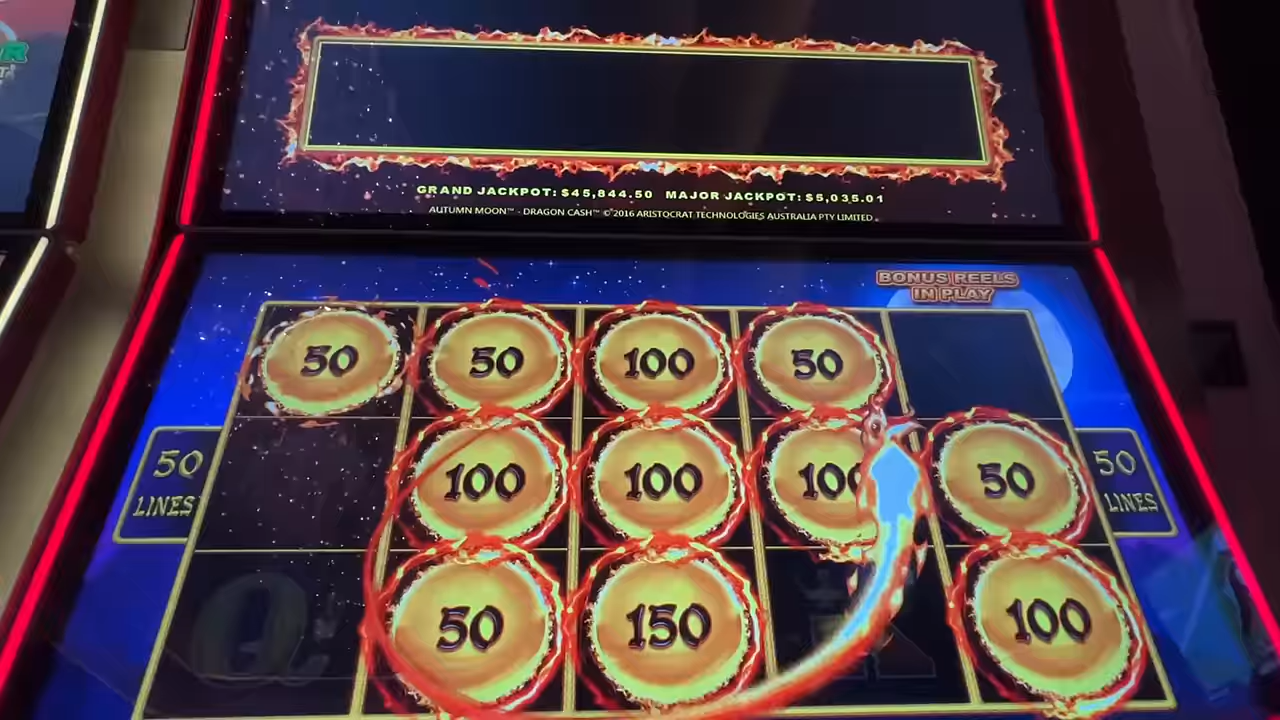 R
GRAND JACKPOT: $45,844.50 MAJOR JACKPOT: $5,035.01
AUTUMN MOON™ - DRAGON CASH™ © 2016 ARISTOCRAT TECHNOLOGIES AUSTRALIA PTY LIMITED
BONUS REELS
IN PLAY
50 50 100 50
50
LINES
100 100 100 50
50
LINES
50 150 100
Q